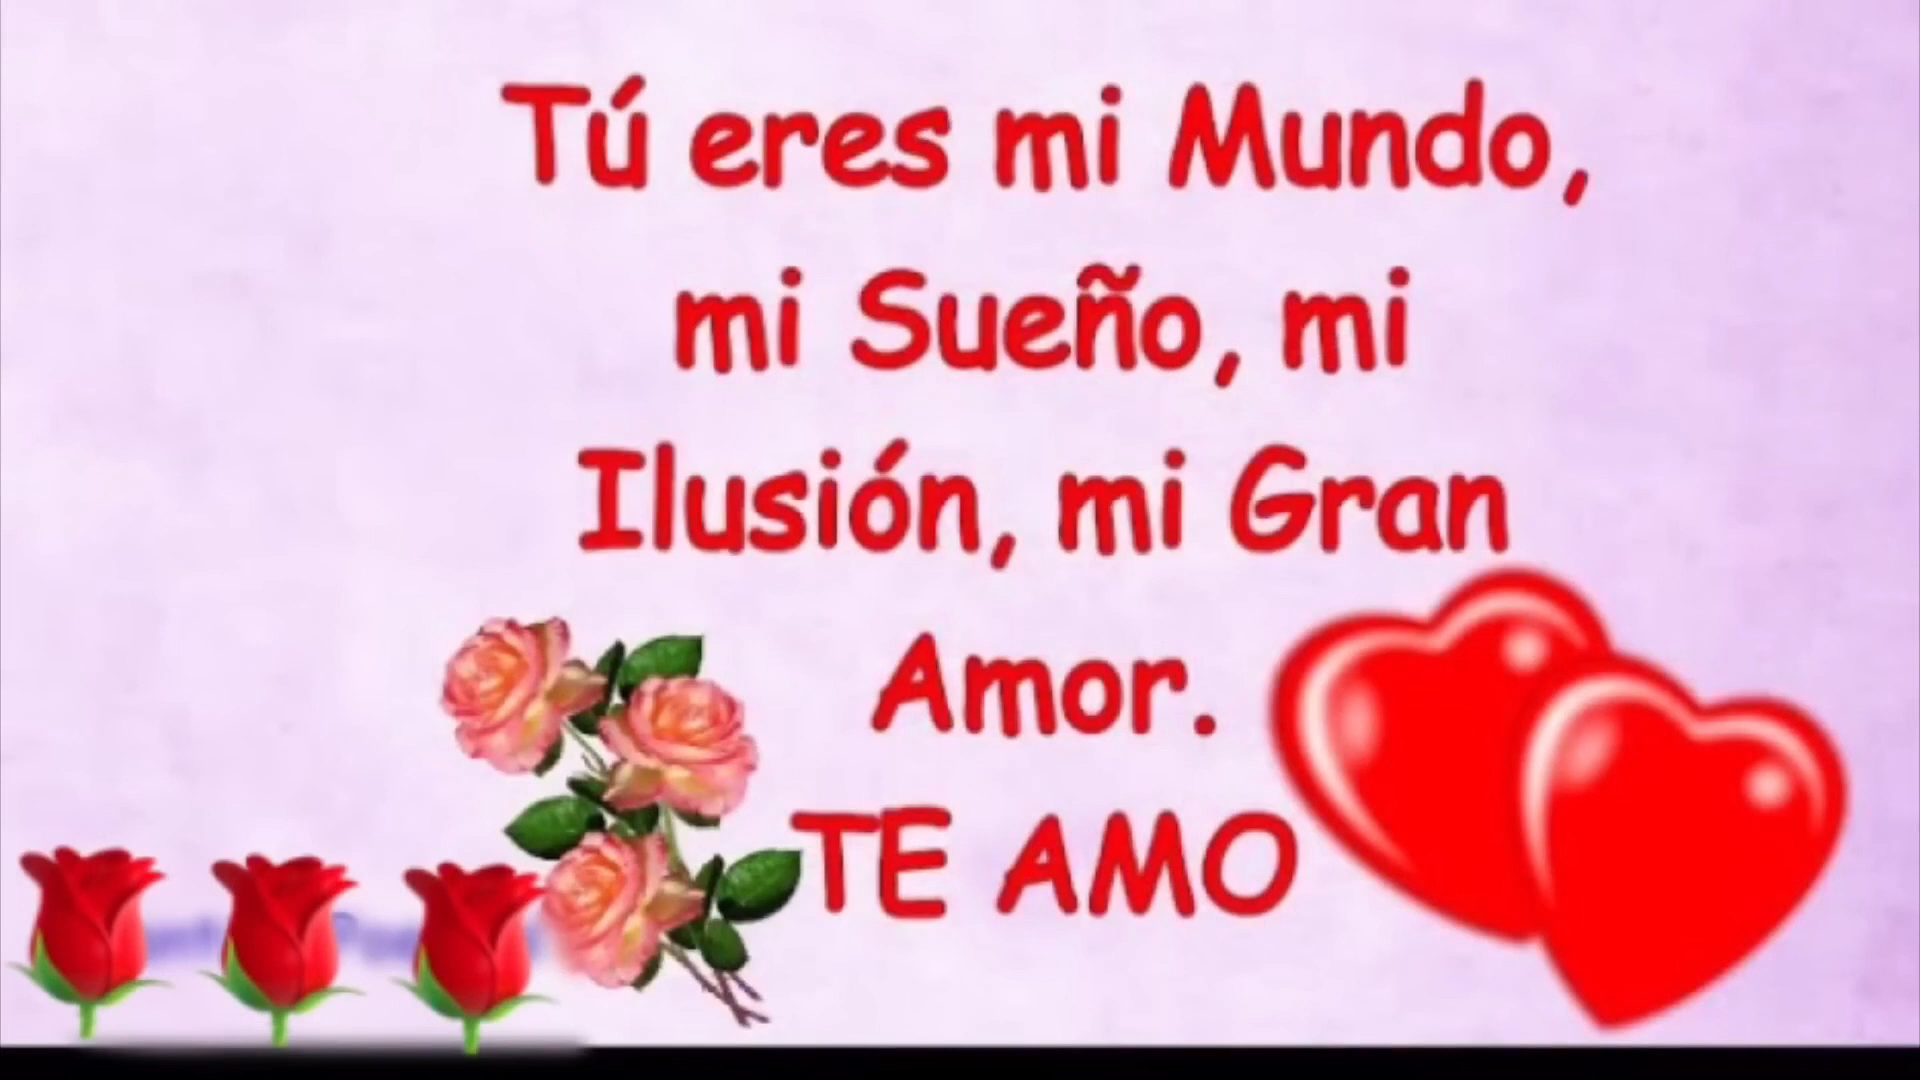 Tú eres mi Mundo,
mi Sueño, mi
Ilusión, mi Gran
Amor.
TE AMO